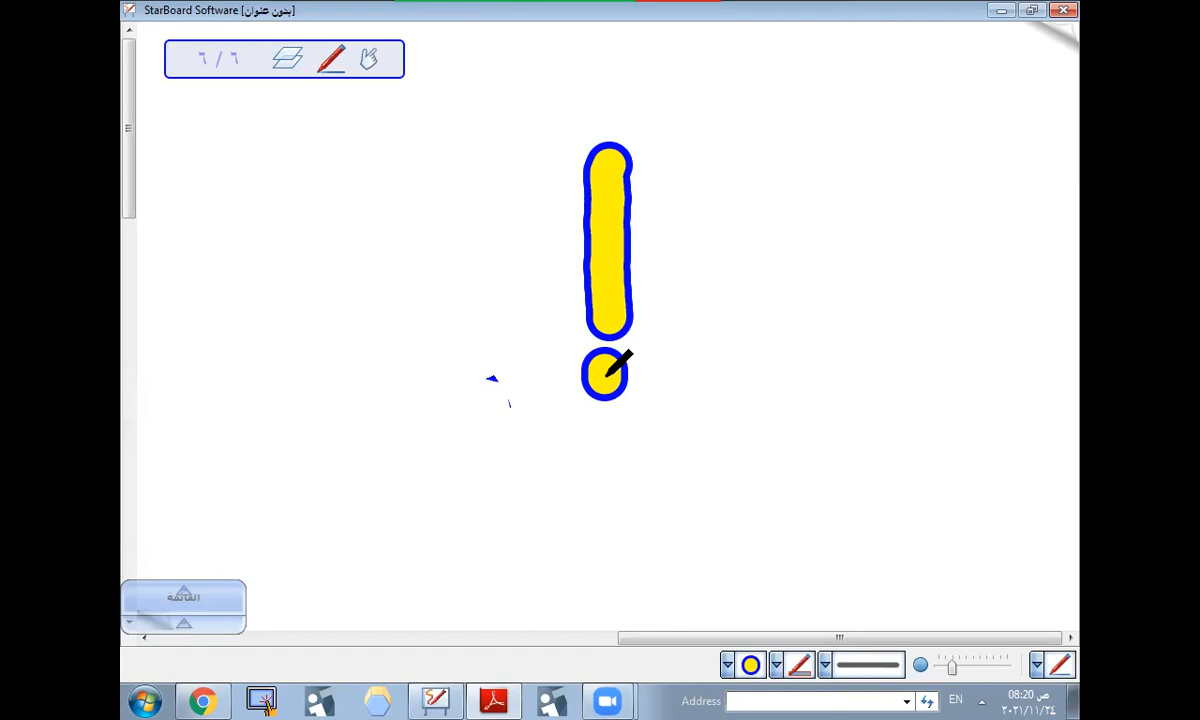 StarBoard Software [بدون عنوان]
٦ / ٦
!
القائمة
Address
EN
08:20 ص
٢٠٢١/١١/٢٤